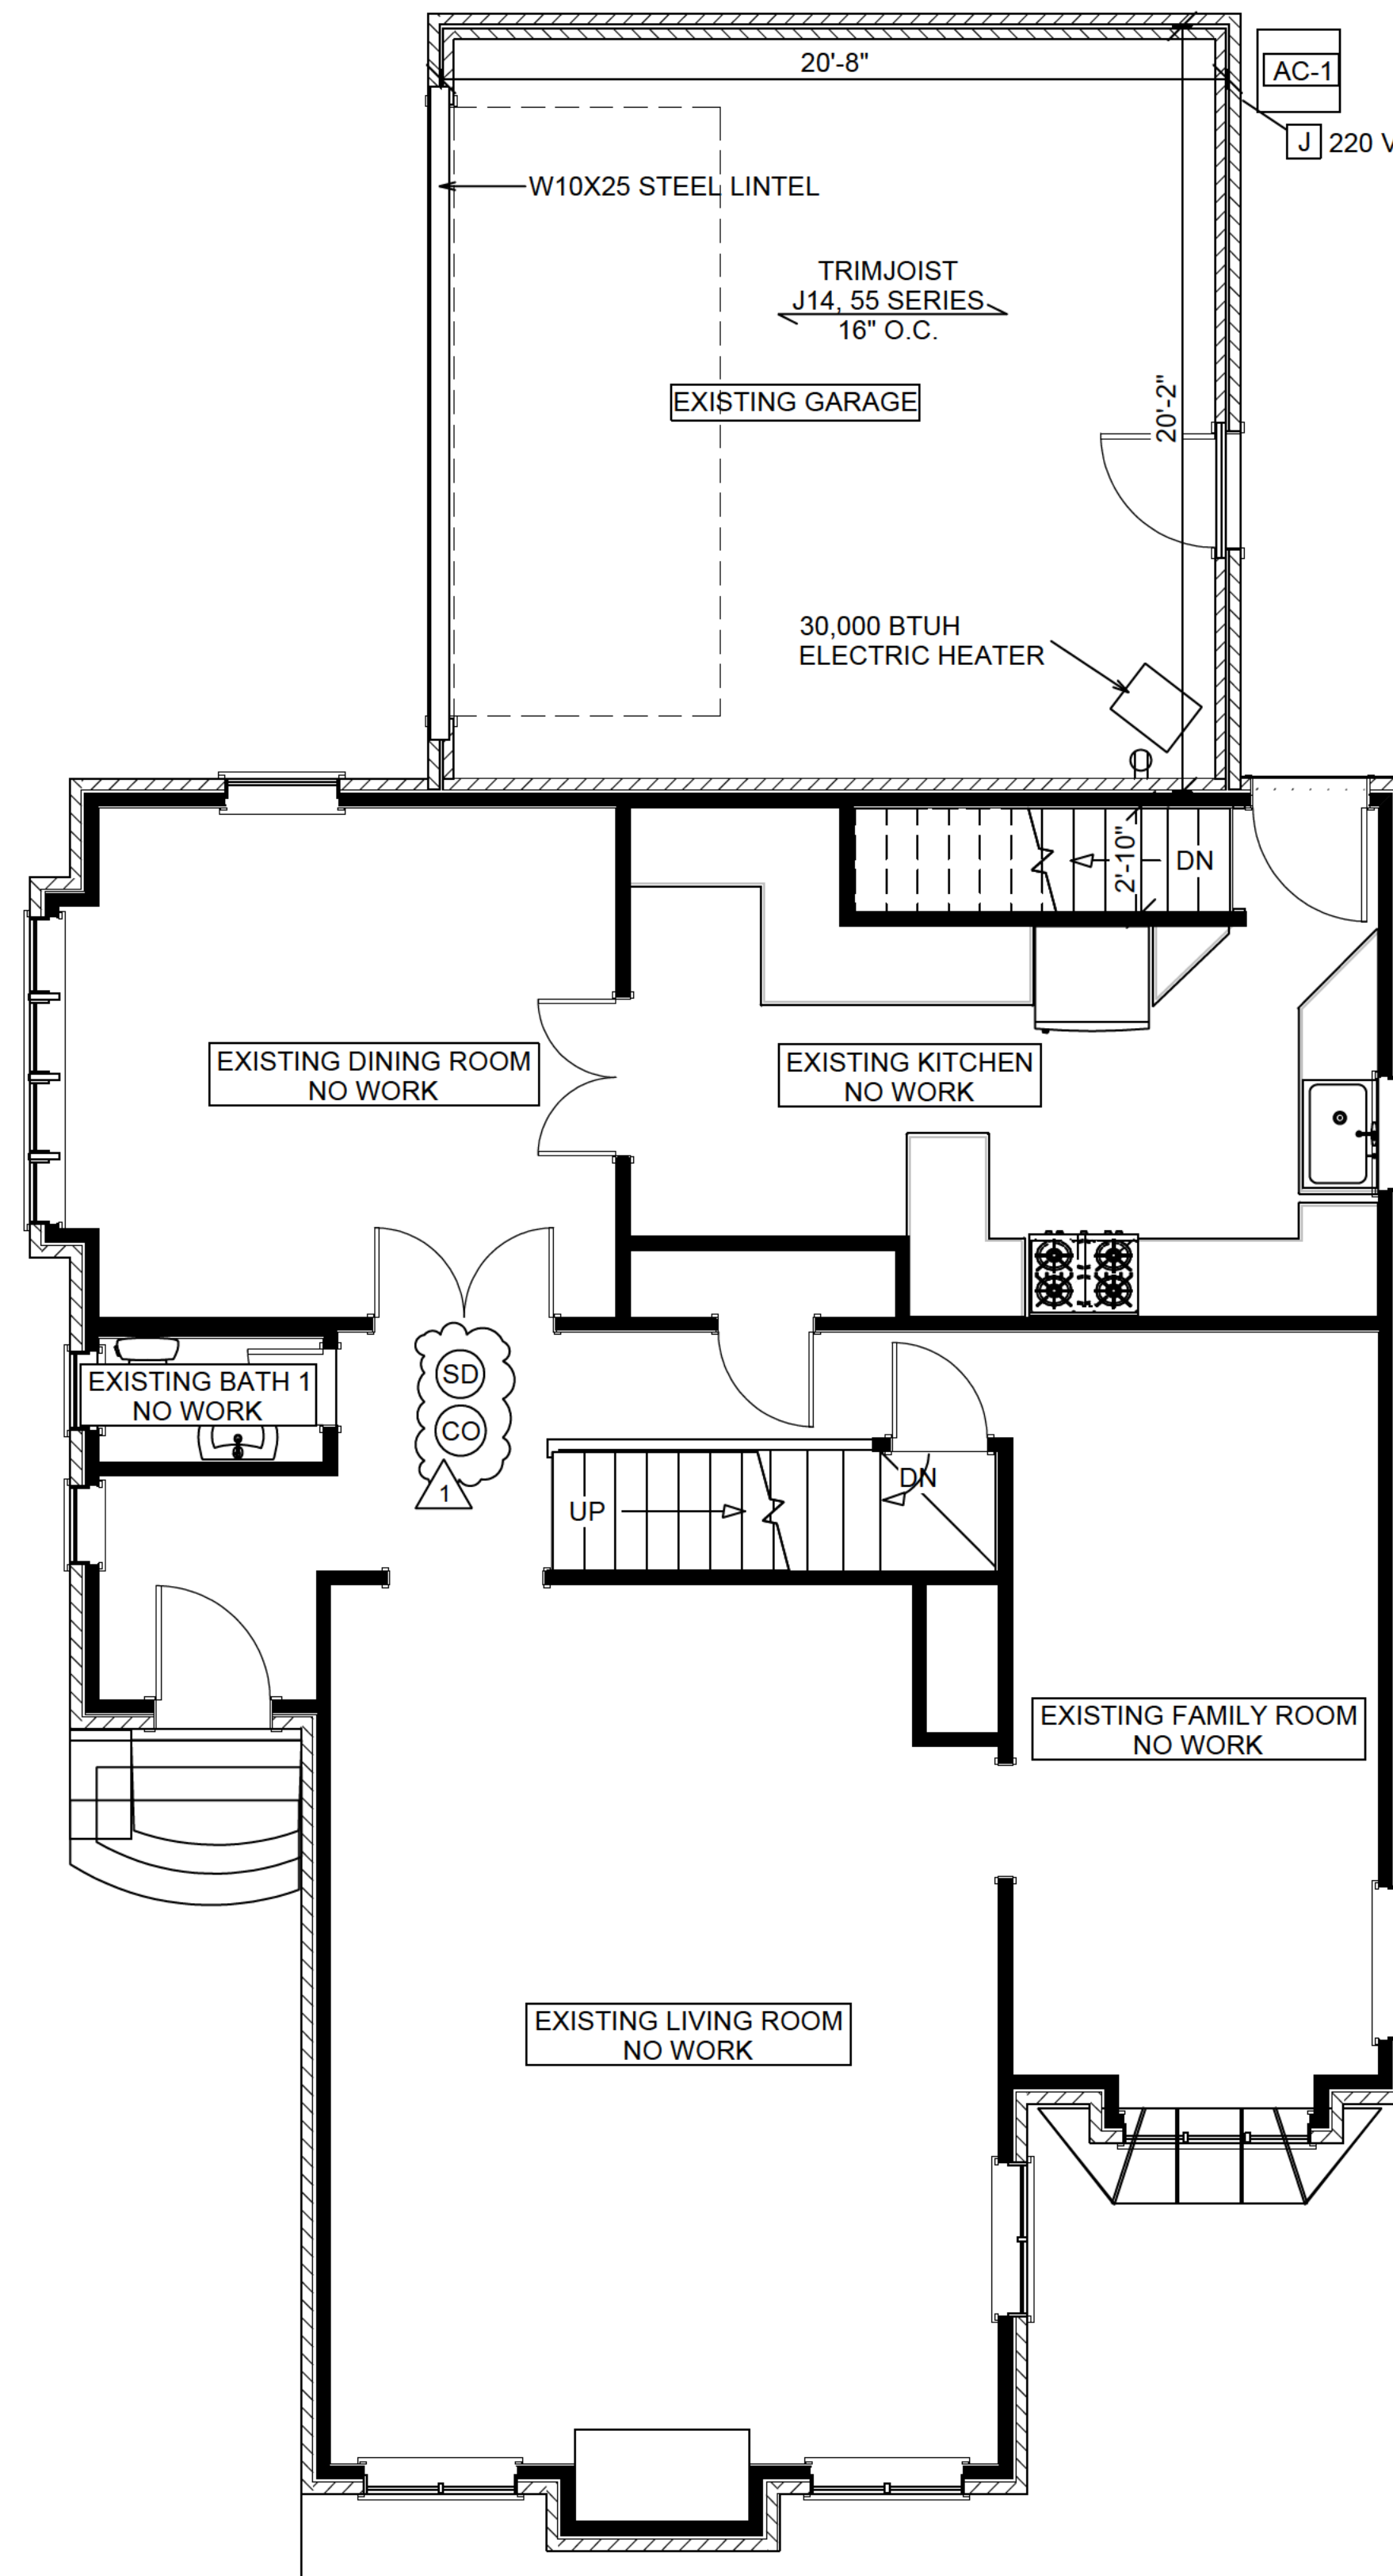 20'-8"
AC-1
J 220 V
W10X25 STEEL LINTEL
TRIMJOIST
J14, 55 SERIES
16" O.C.
EXISTING GARAGE
20'-2"
30,000 BTUH
ELECTRIC HEATER
2'-10"
DN
EXISTING DINING ROOM
NO WORK
EXISTING KITCHEN
NO WORK
EXISTING BATH 1
NO WORK
SD
CO
1
UP
DN
EXISTING FAMILY ROOM
NO WORK
EXISTING LIVING ROOM
NO WORK